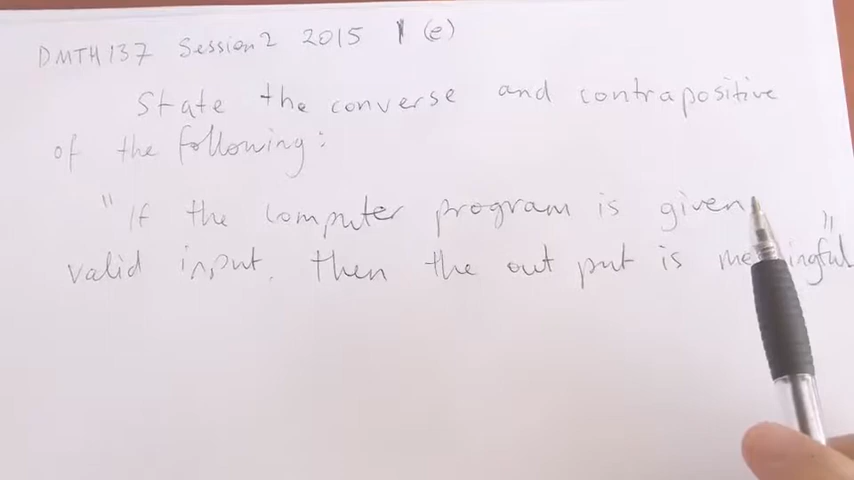 DMTH137 Session 2 2015 1 (e)
State the converse and contrapositive
of the following:
"If the computer program is given
valid input, then the output is meaningful"